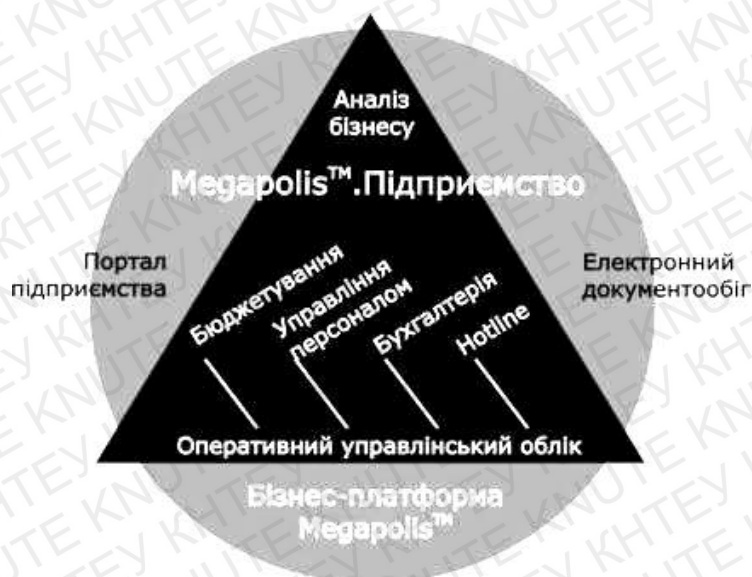 Аналіз
бізнесу
Megapolis™.Підприємство
Портал
підприємства
Електронний
документообіг
Бюджетування
Управління
персоналом
Бухгалтерія
Hotline
Оперативний управлінський облік
Бізнес-платформа
Megapolis™